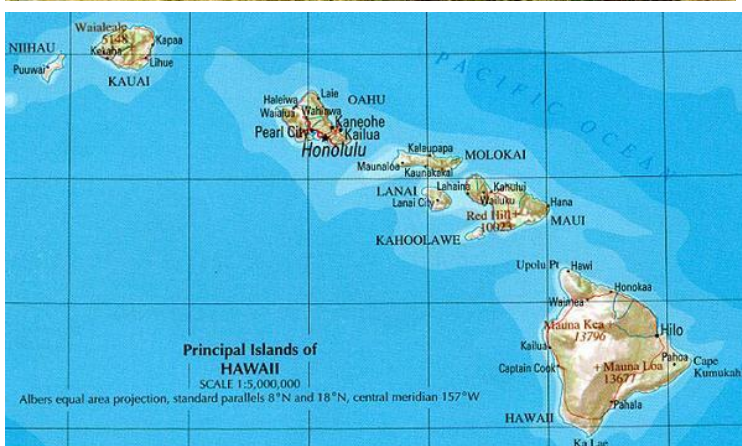 Waialeale
5148
NIIHAU
Kekaha
Kapaa
Puuwai
Lihue
KAUAI
Haleiwa
Laie
OAHU
Waialua
Wahiawa
Kaneohe
Pearl City
Kailua
Honolulu
PACIFIC OCEAN
Kalaupapa
MOLOKAI
Maunaloa
Kaunakakai
LANAI
Lahaina
Kahului
Lanai City
Wailuku
Hana
Red Hill
10023
MAUI
KAHOOLAWE
Upolu Pt
Hawi
Honokaa
Waimea
Mauna Kea
13796
Hilo
Kailua
Pahoa
Cape
Kumukah
Captain Cook
Mauna Loa
13677
Pahala
HAWAII
Ka Lae
Principal Islands of
HAWAII
SCALE 1:5,000,000
Albers equal area projection, standard parallels 8°N and 18°N, central meridian 157°W